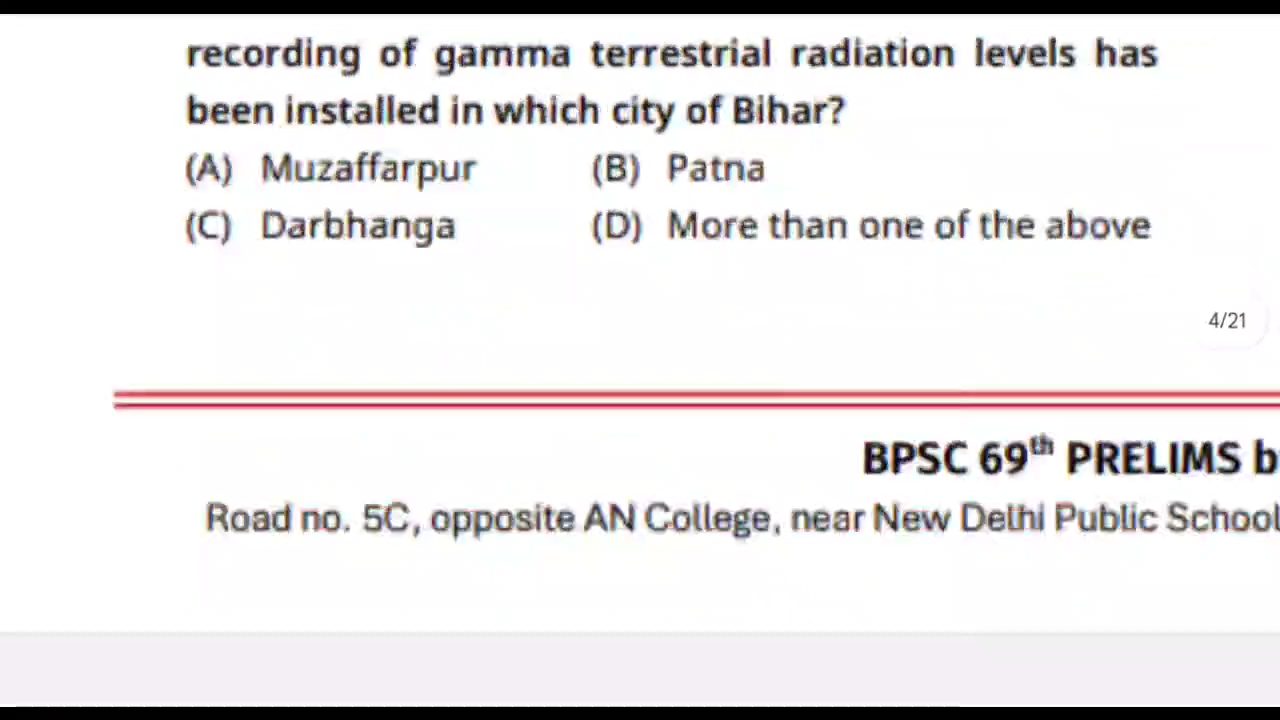 recording of gamma terrestrial radiation levels has
been installed in which city of Bihar?
(A) Muzaffarpur (B) Patna
(C) Darbhanga (D) More than one of the above
4/21
BPSC 69th PRELIMS b
Road no. 5C, opposite AN College, near New Delhi Public School